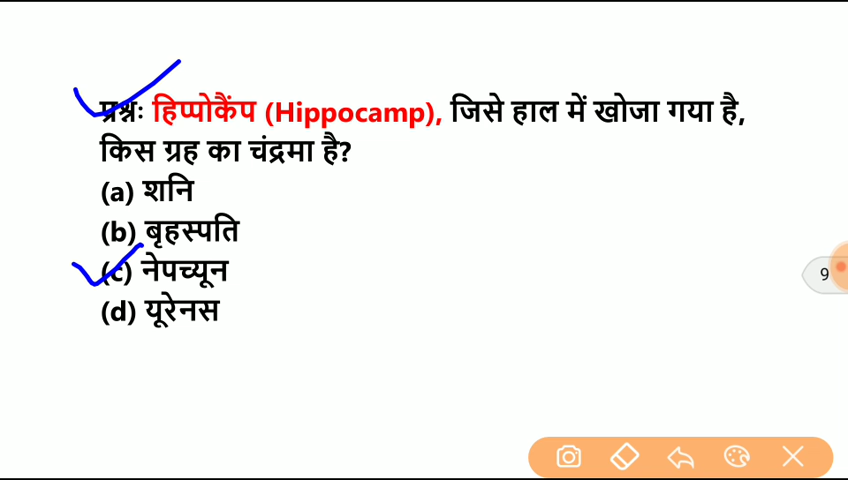 प्रश्नः हिप्पोकैंप (Hippocamp), जिसे हाल में खोजा गया है,
किस ग्रह का चंद्रमा है?
(a) शनि
(b) बृहस्पति
(c) नेपच्यून
(d) यूरेनस
9